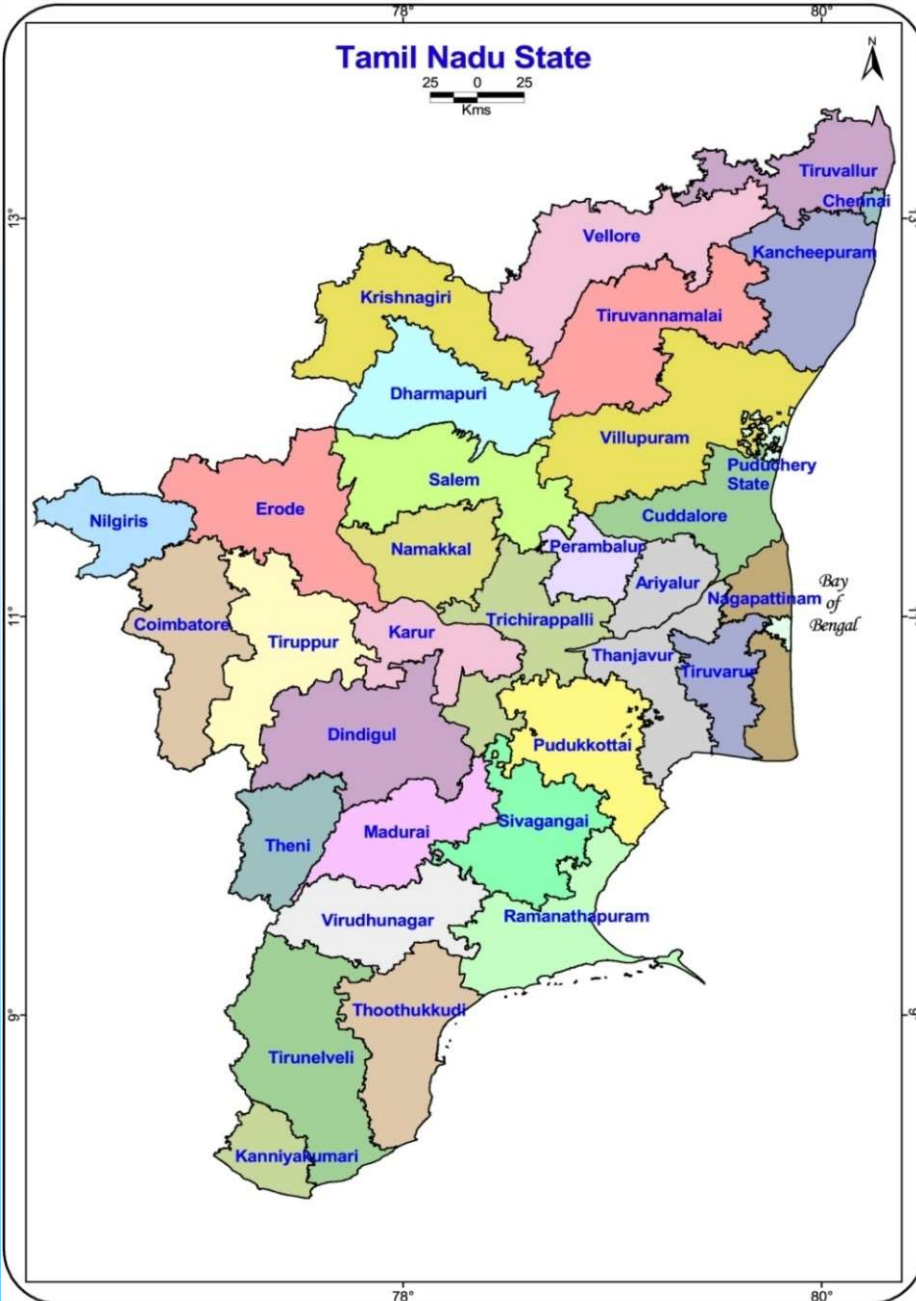 78°
80°
Tamil Nadu State
25 0 25
Kms
N
Tiruvallur
Chennai
13°
Vellore
Kancheepuram
Krishnagiri
Tiruvannamalai
Dharmapuri
Villupuram
Puduchery
State
Salem
Erode
Nilgiris
Cuddalore
Namakkal
Perambalur
Ariyalur
Nagapattinam
Bay
of
Bengal
11°
Coimbatore
Tiruppur
Karur
Trichirappalli
Thanjavur
Tiruvarur
Dindigul
Pudukkottai
Sivagangai
Madurai
Theni
Virudhunagar
Ramanathapuram
9°
Thoothukkudi
Tirunelveli
Kanniyakumari
78°
80°